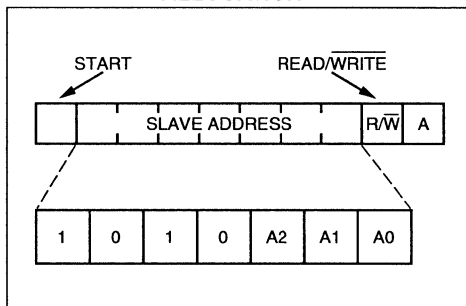 START READ/WRITE
SLAVE ADDRESS R/W A
1 0 1 0 A2 A1 A0